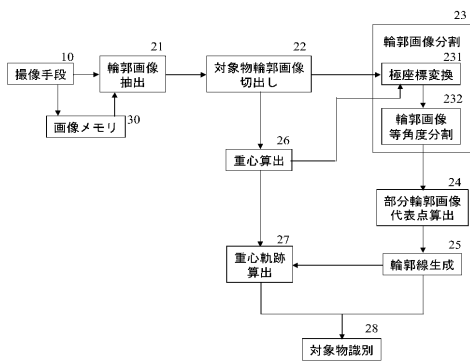 23
21
22
輪郭画像分割
10
231
撮像手段
輪郭画像
抽出
対象物輪郭画像
切出し
極座標変換
30
232
画像メモリ
26
輪郭画像
等角度分割
重心算出
24
部分輪郭画像
代表点算出
27
25
重心軌跡
算出
輪郭線生成
28
対象物識別